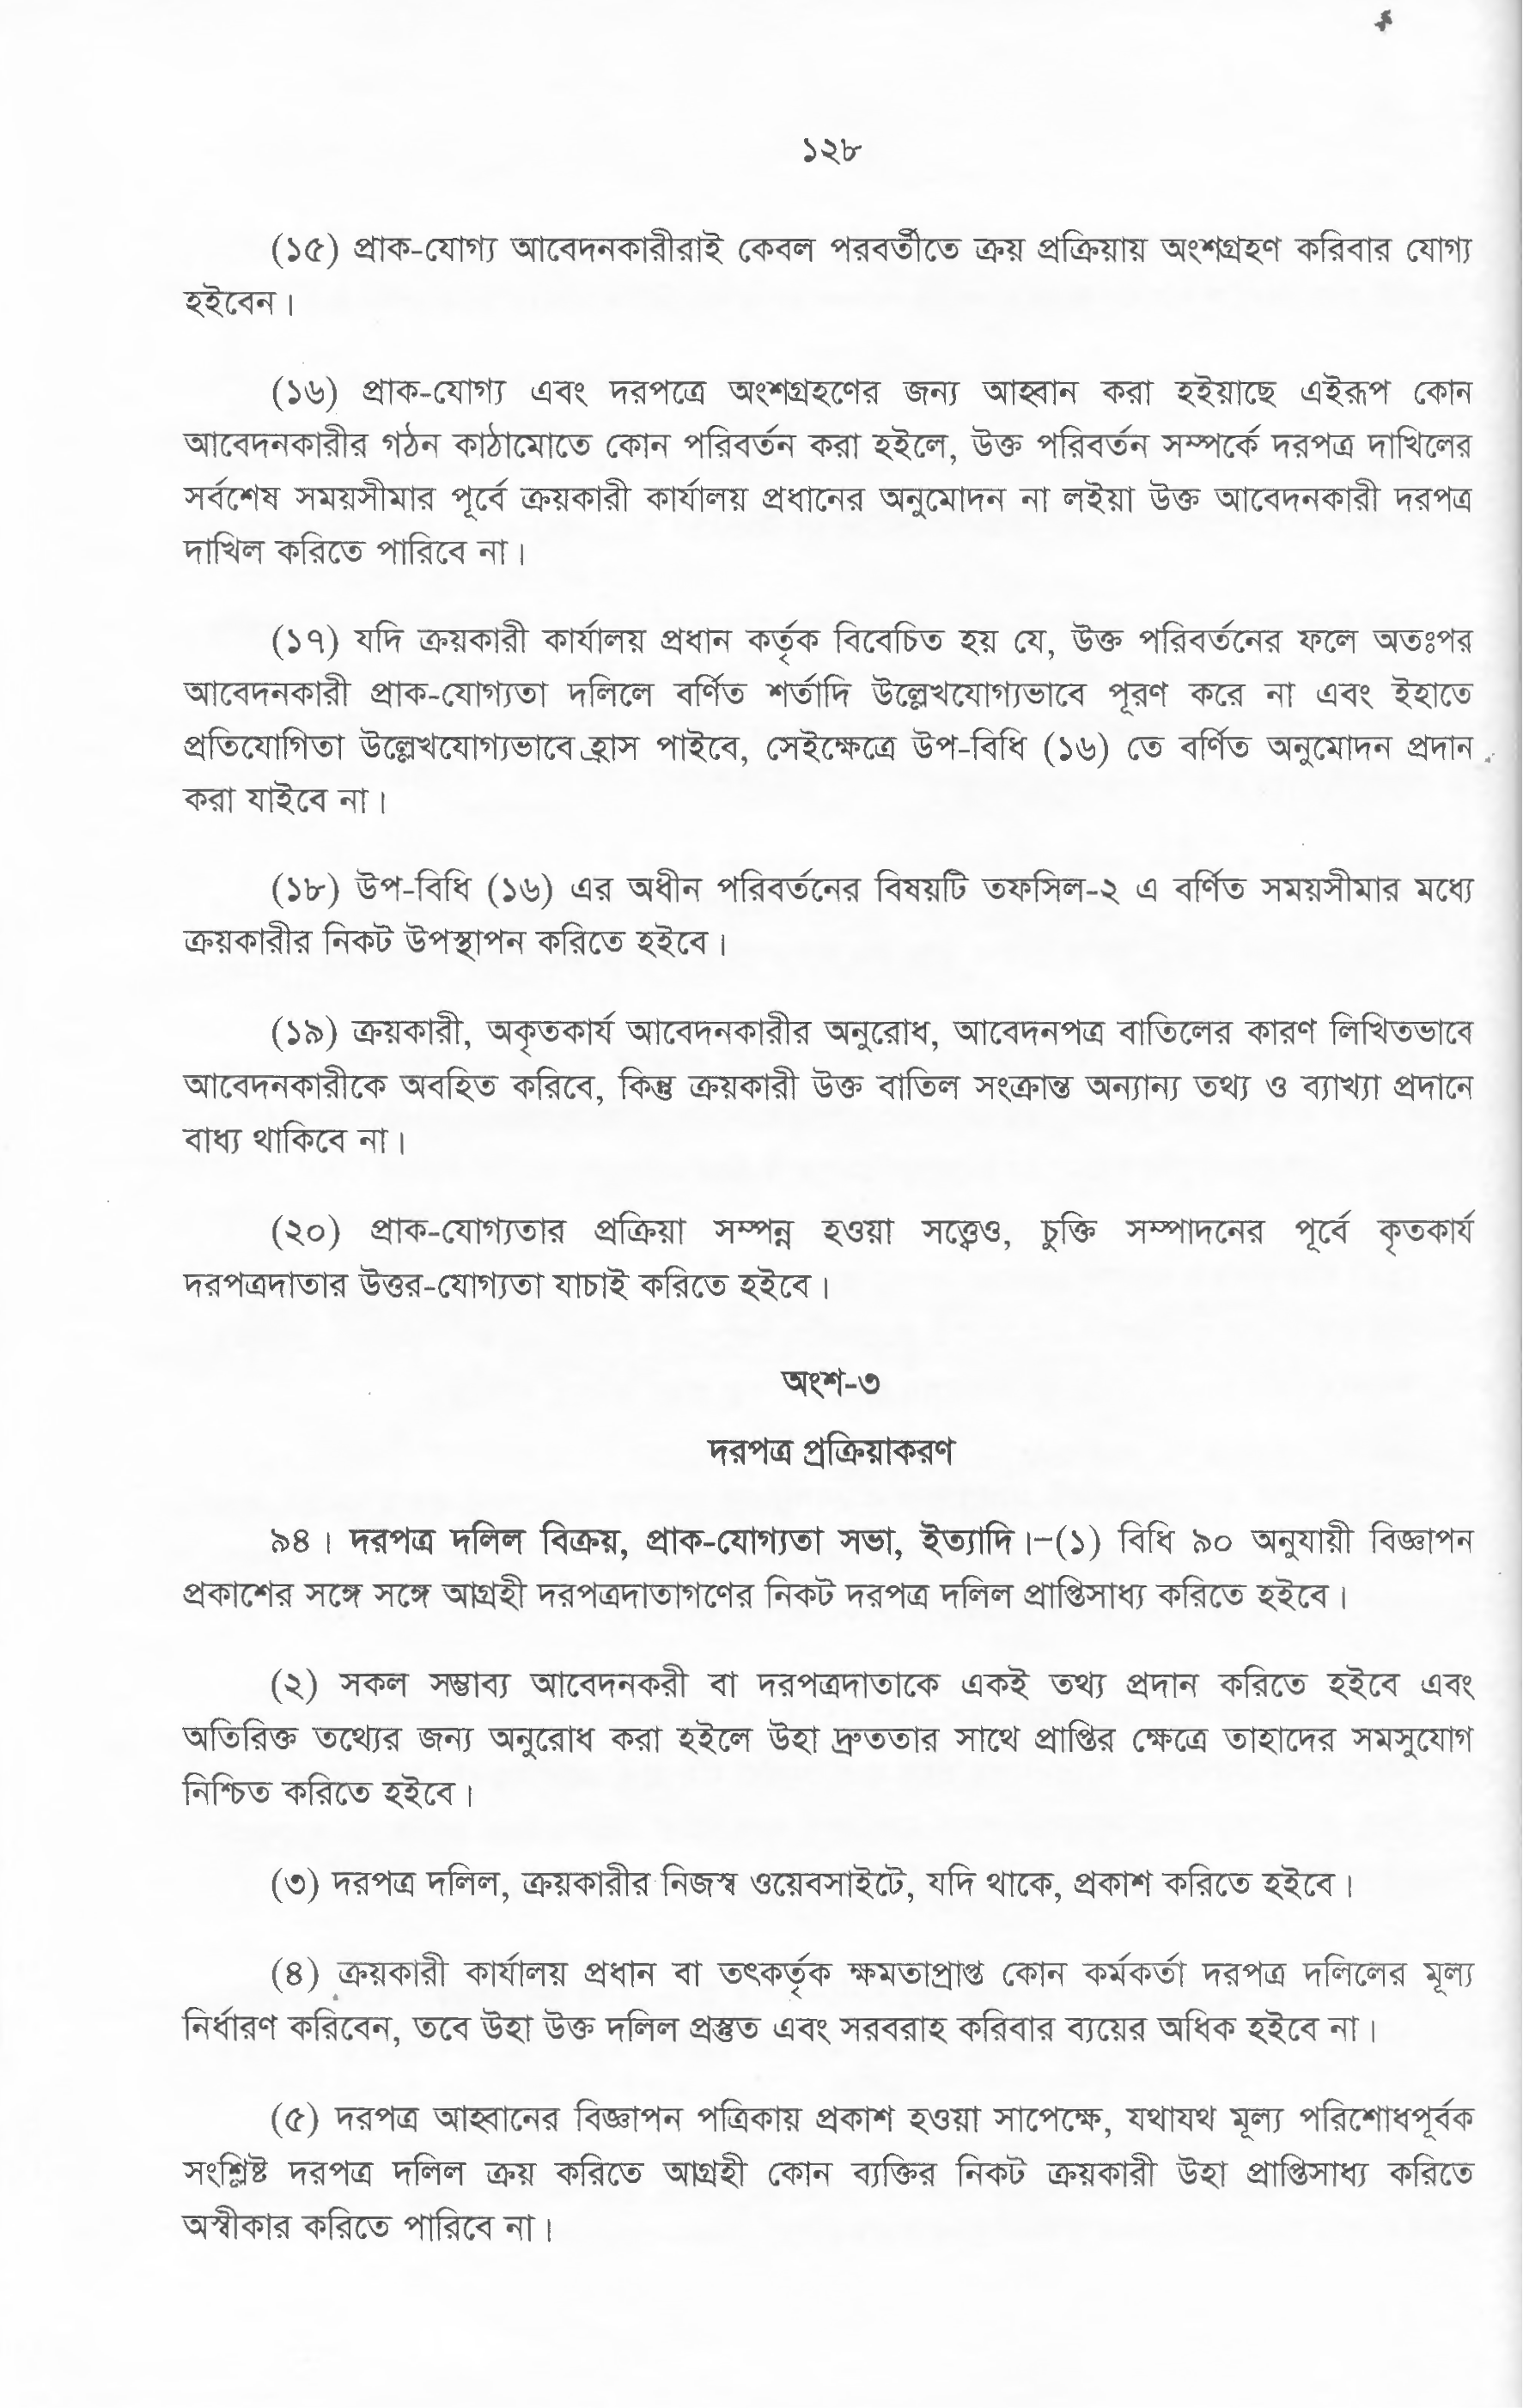 ১২৮
(১৫) প্রাক-যোগ্য আবেদনকারীরাই কেবল পরবর্তীতে ক্রয় প্রক্রিয়ায় অংশগ্রহণ করিবার যোগ্য
হইবেন।
(১৬) প্রাক-যোগ্য এবং দরপত্রে অংশগ্রহণের জন্য আহ্বান করা হইয়াছে এইরূপ কোন
আবেদনকারীর গঠন কাঠামোতে কোন পরিবর্তন করা হইলে, উক্ত পরিবর্তন সম্পর্কে দরপত্র দাখিলের
সর্বশেষ সময়সীমার পূর্বে ক্রয়কারী কার্যালয় প্রধানের অনুমোদন না লইয়া উক্ত আবেদনকারী দরপত্র
দাখিল করিতে পারিবে না।
(১৭) যদি ক্রয়কারী কার্যালয় প্রধান কর্তৃক বিবেচিত হয় যে, উক্ত পরিবর্তনের ফলে অতঃপর
আবেদনকারী প্রাক-যোগ্যতা দলিলে বর্ণিত শর্তাদি উল্লেখযোগ্যভাবে পূরণ করে না এবং ইহাতে
প্রতিযোগিতা উল্লেখযোগ্যভাবে হ্রাস পাইবে, সেইক্ষেত্রে উপ-বিধি (১৬) তে বর্ণিত অনুমোদন প্রদান
করা যাইবে না।
(১৮) উপ-বিধি (১৬) এর অধীন পরিবর্তনের বিষয়টি তফসিল-২ এ বর্ণিত সময়সীমার মধ্যে
ক্রয়কারীর নিকট উপস্থাপন করিতে হইবে।
(১৯) ক্রয়কারী, অকৃতকার্য আবেদনকারীর অনুরোধ, আবেদনপত্র বাতিলের কারণ লিখিতভাবে
আবেদনকারীকে অবহিত করিবে, কিন্তু ক্রয়কারী উক্ত বাতিল সংক্রান্ত অন্যান্য তথ্য ও ব্যাখ্যা প্রদানে
বাধ্য থাকিবে না।
(২০) প্রাক-যোগ্যতার প্রক্রিয়া সম্পন্ন হওয়া সত্ত্বেও, চুক্তি সম্পাদনের পূর্বে কৃতকার্য
দরপত্রদাতার উত্তর-যোগ্যতা যাচাই করিতে হইবে।
অংশ-৩
দরপত্র প্রক্রিয়াকরণ
৯৪। দরপত্র দলিল বিক্রয়, প্রাক-যোগ্যতা সভা, ইত্যাদি।–(১) বিধি ৯০ অনুযায়ী বিজ্ঞাপন
প্রকাশের সঙ্গে সঙ্গে আগ্রহী দরপত্রদাতাগণের নিকট দরপত্র দলিল প্রাপ্তিসাধ্য করিতে হইবে।
(২) সকল সম্ভাব্য আবেদনকরী বা দরপত্রদাতাকে একই তথ্য প্রদান করিতে হইবে এবং
অতিরিক্ত তথ্যের জন্য অনুরোধ করা হইলে উহা দ্রুততার সাথে প্রাপ্তির ক্ষেত্রে তাহাদের সমসুযোগ
নিশ্চিত করিতে হইবে।
(৩) দরপত্র দলিল, ক্রয়কারীর নিজস্ব ওয়েবসাইটে, যদি থাকে, প্রকাশ করিতে হইবে।
(৪) ক্রয়কারী কার্যালয় প্রধান বা তৎকর্তৃক ক্ষমতাপ্রাপ্ত কোন কর্মকর্তা দরপত্র দলিলের মূল্য
নির্ধারণ করিবেন, তবে উহা উক্ত দলিল প্রস্তুত এবং সরবরাহ করিবার ব্যয়ের অধিক হইবে না।
(৫) দরপত্র আহ্বানের বিজ্ঞাপন পত্রিকায় প্রকাশ হওয়া সাপেক্ষে, যথাযথ মূল্য পরিশোধপূর্বক
সংশ্লিষ্ট দরপত্র দলিল ক্রয় করিতে আগ্রহী কোন ব্যক্তির নিকট ক্রয়কারী উহা প্রাপ্তিসাধ্য করিতে
অস্বীকার করিতে পারিবে না।